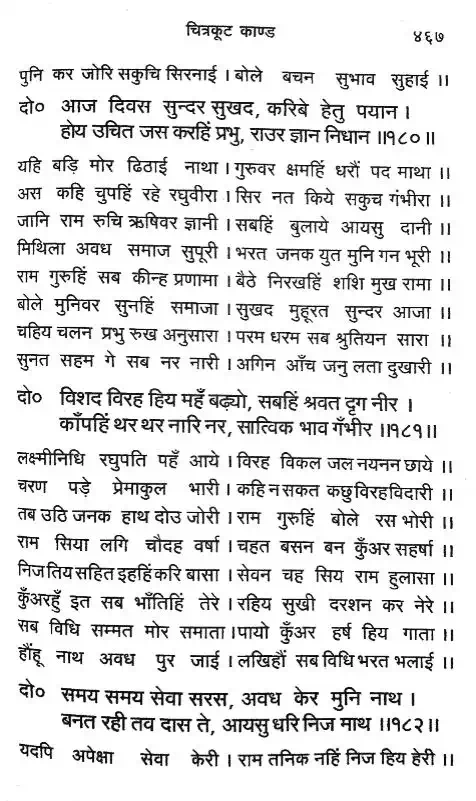 चित्रकूट काण्ड ४६७
पुनि कर जोरि सकुचि सिरनाई । बोले बचन सुभाव सुहाई ।।
दो० आज दिवस सुन्दर सुखद, करिबे हेतु पयान ।
होय उचित जस करहिं प्रभु, राउर ज्ञान निधान ।।१८०।।
यहि बड़ि मोर ढिठाई नाथा । गुरुवर क्षमहिं धरौं पद माथा ।।
अस कहि चुपहिं रहे रघुवीरा । सिर नत किये सकुच गंभीरा ।।
जानि राम रुचि ऋषिवर ज्ञानी । सबहिं बुलाये आयसु दानी ।।
मिथिला अवध समाज सुपूरी । भरत जनक युत मुनि गन भूरी ।।
राम गुरुहिं सब कीन्ह प्रणामा । बैठे निरखहिं शशि मुख रामा ।।
बोले मुनिवर सुनहिं समाजा । सुखद मुहूरत सुन्दर आजा ।।
चहिय चलन प्रभु रुख अनुसारा । परम धरम सब श्रुतियन सारा ।।
सुनत सहम गे सब नर नारी । अगिन आँच जनु लता दुखारी ।।
दो० विशद विरह हिय महँ बढ्यो, सबहिं श्रवत दृग नीर ।
काँपहिं थर थर नारि नर, सात्विक भाव गँभीर ।।१८१।।
लक्ष्मीनिधि रघुपति पहँ आये । विरह विकल जल नयनन छाये ।।
चरण पड़े प्रेमाकुल भारी । कहि न सकत कछु विरह विदारी ।।
तब उठि जनक हाथ दोउ जोरी । राम गुरुहिं बोले रस भोरी ।।
राम सिया लगि चौदह वर्षा । चहत बसन बन कुँअर सहर्षा ।।
निज तिय सहित इहहिं करि बासा । सेवन चह सिय राम हुलासा ।।
कुँअरहुँ इत सब भाँतिहिं तेरे । रहिय सुखी दरशन कर नेरे ।।
सब विधि सम्मत मोर समाता । पायो कुँअर हर्ष हिय गाता ।।
हौंहू नाथ अवध पुर जाई । लखिहौं सब विधि भरत भलाई ।।
दो० समय समय सेवा सरस, अवध केर मुनि नाथ ।
बनत रही तव दास ते, आयसु धरि निज माथ ।।१८२।।
यदपि अपेक्षा सेवा केरी । राम तनिक नहिं निज हिय हेरी ।।